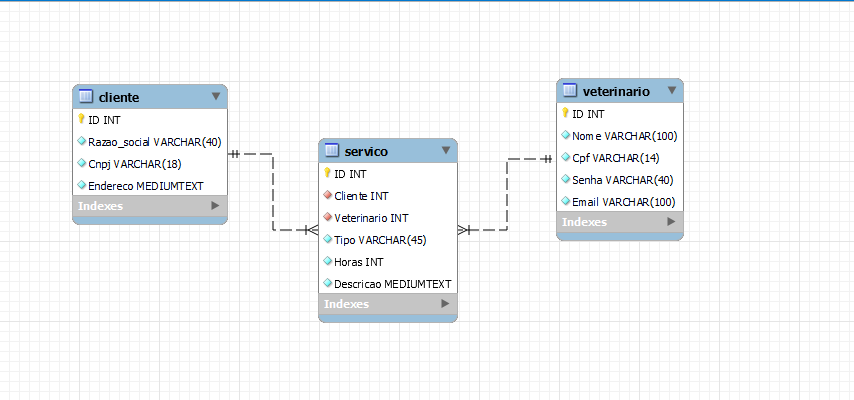 cliente
ID INT
Razao_social VARCHAR(40)
Cnpj VARCHAR(18)
Endereco MEDIUMTEXT
Indexes
servico
ID INT
Cliente INT
Veterinario INT
Tipo VARCHAR(45)
Horas INT
Descricao MEDIUMTEXT
Indexes
veterinario
ID INT
Nome VARCHAR(100)
Cpf VARCHAR(14)
Senha VARCHAR(40)
Email VARCHAR(100)
Indexes